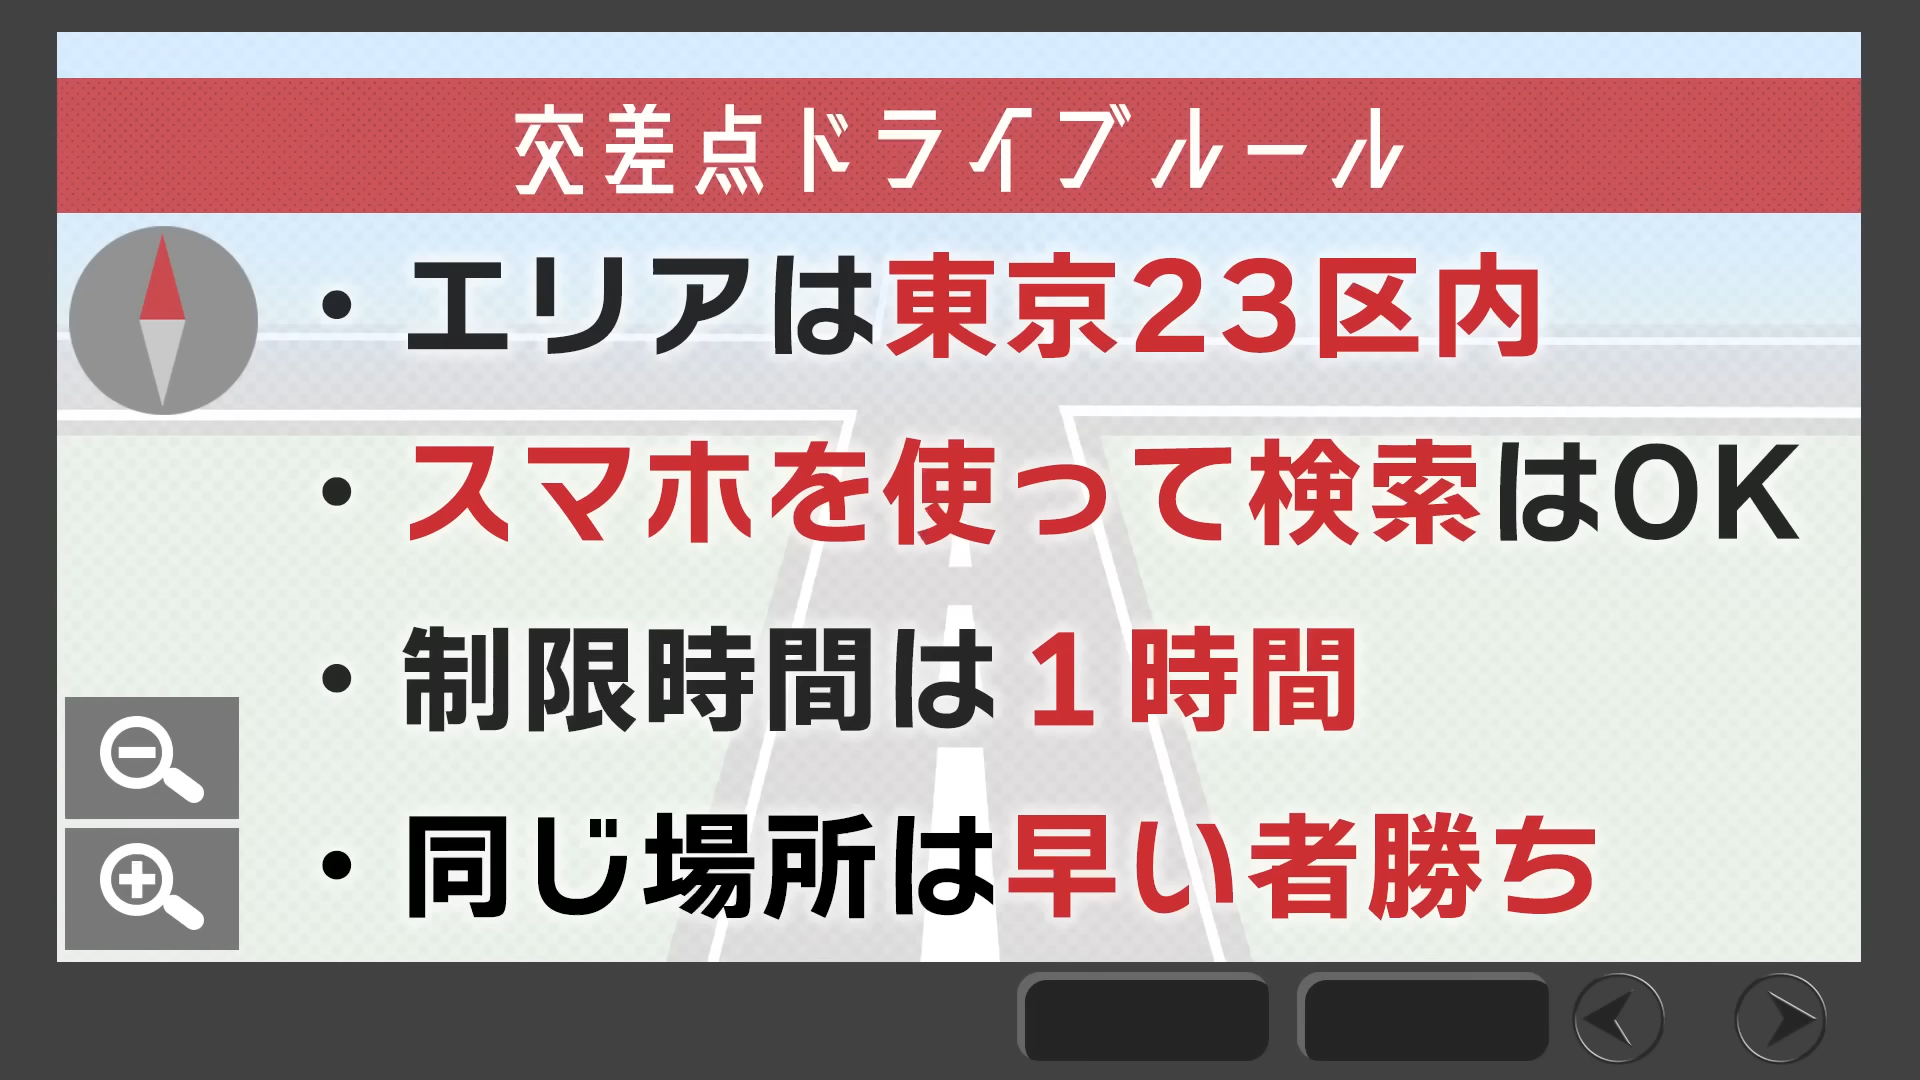 交差点ドライブルール
・エリアは東京23区内
・スマホを使って検索はOK
・制限時間は1時間
・同じ場所は早い者勝ち